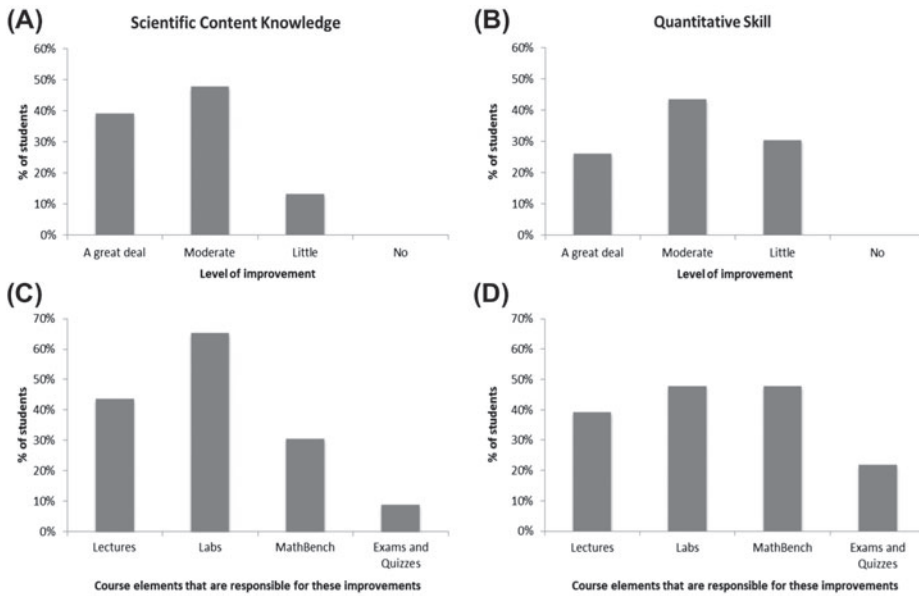 (A)
Scientific Content Knowledge
60%
50%
40%
30%
20%
10%
0%
% of students
A great deal
Moderate
Little
No
Level of improvement
(B)
Quantitative Skill
60%
50%
40%
30%
20%
10%
0%
% of students
A great deal
Moderate
Little
No
Level of improvement
(C)
70%
60%
50%
40%
30%
20%
10%
0%
% of students
Lectures
Labs
MathBench
Exams and
Quizzes
Course elements that are responsible for these improvements
(D)
70%
60%
50%
40%
30%
20%
10%
0%
% of students
Lectures
Labs
MathBench
Exams and
Quizzes
Course elements that are responsible for these improvements